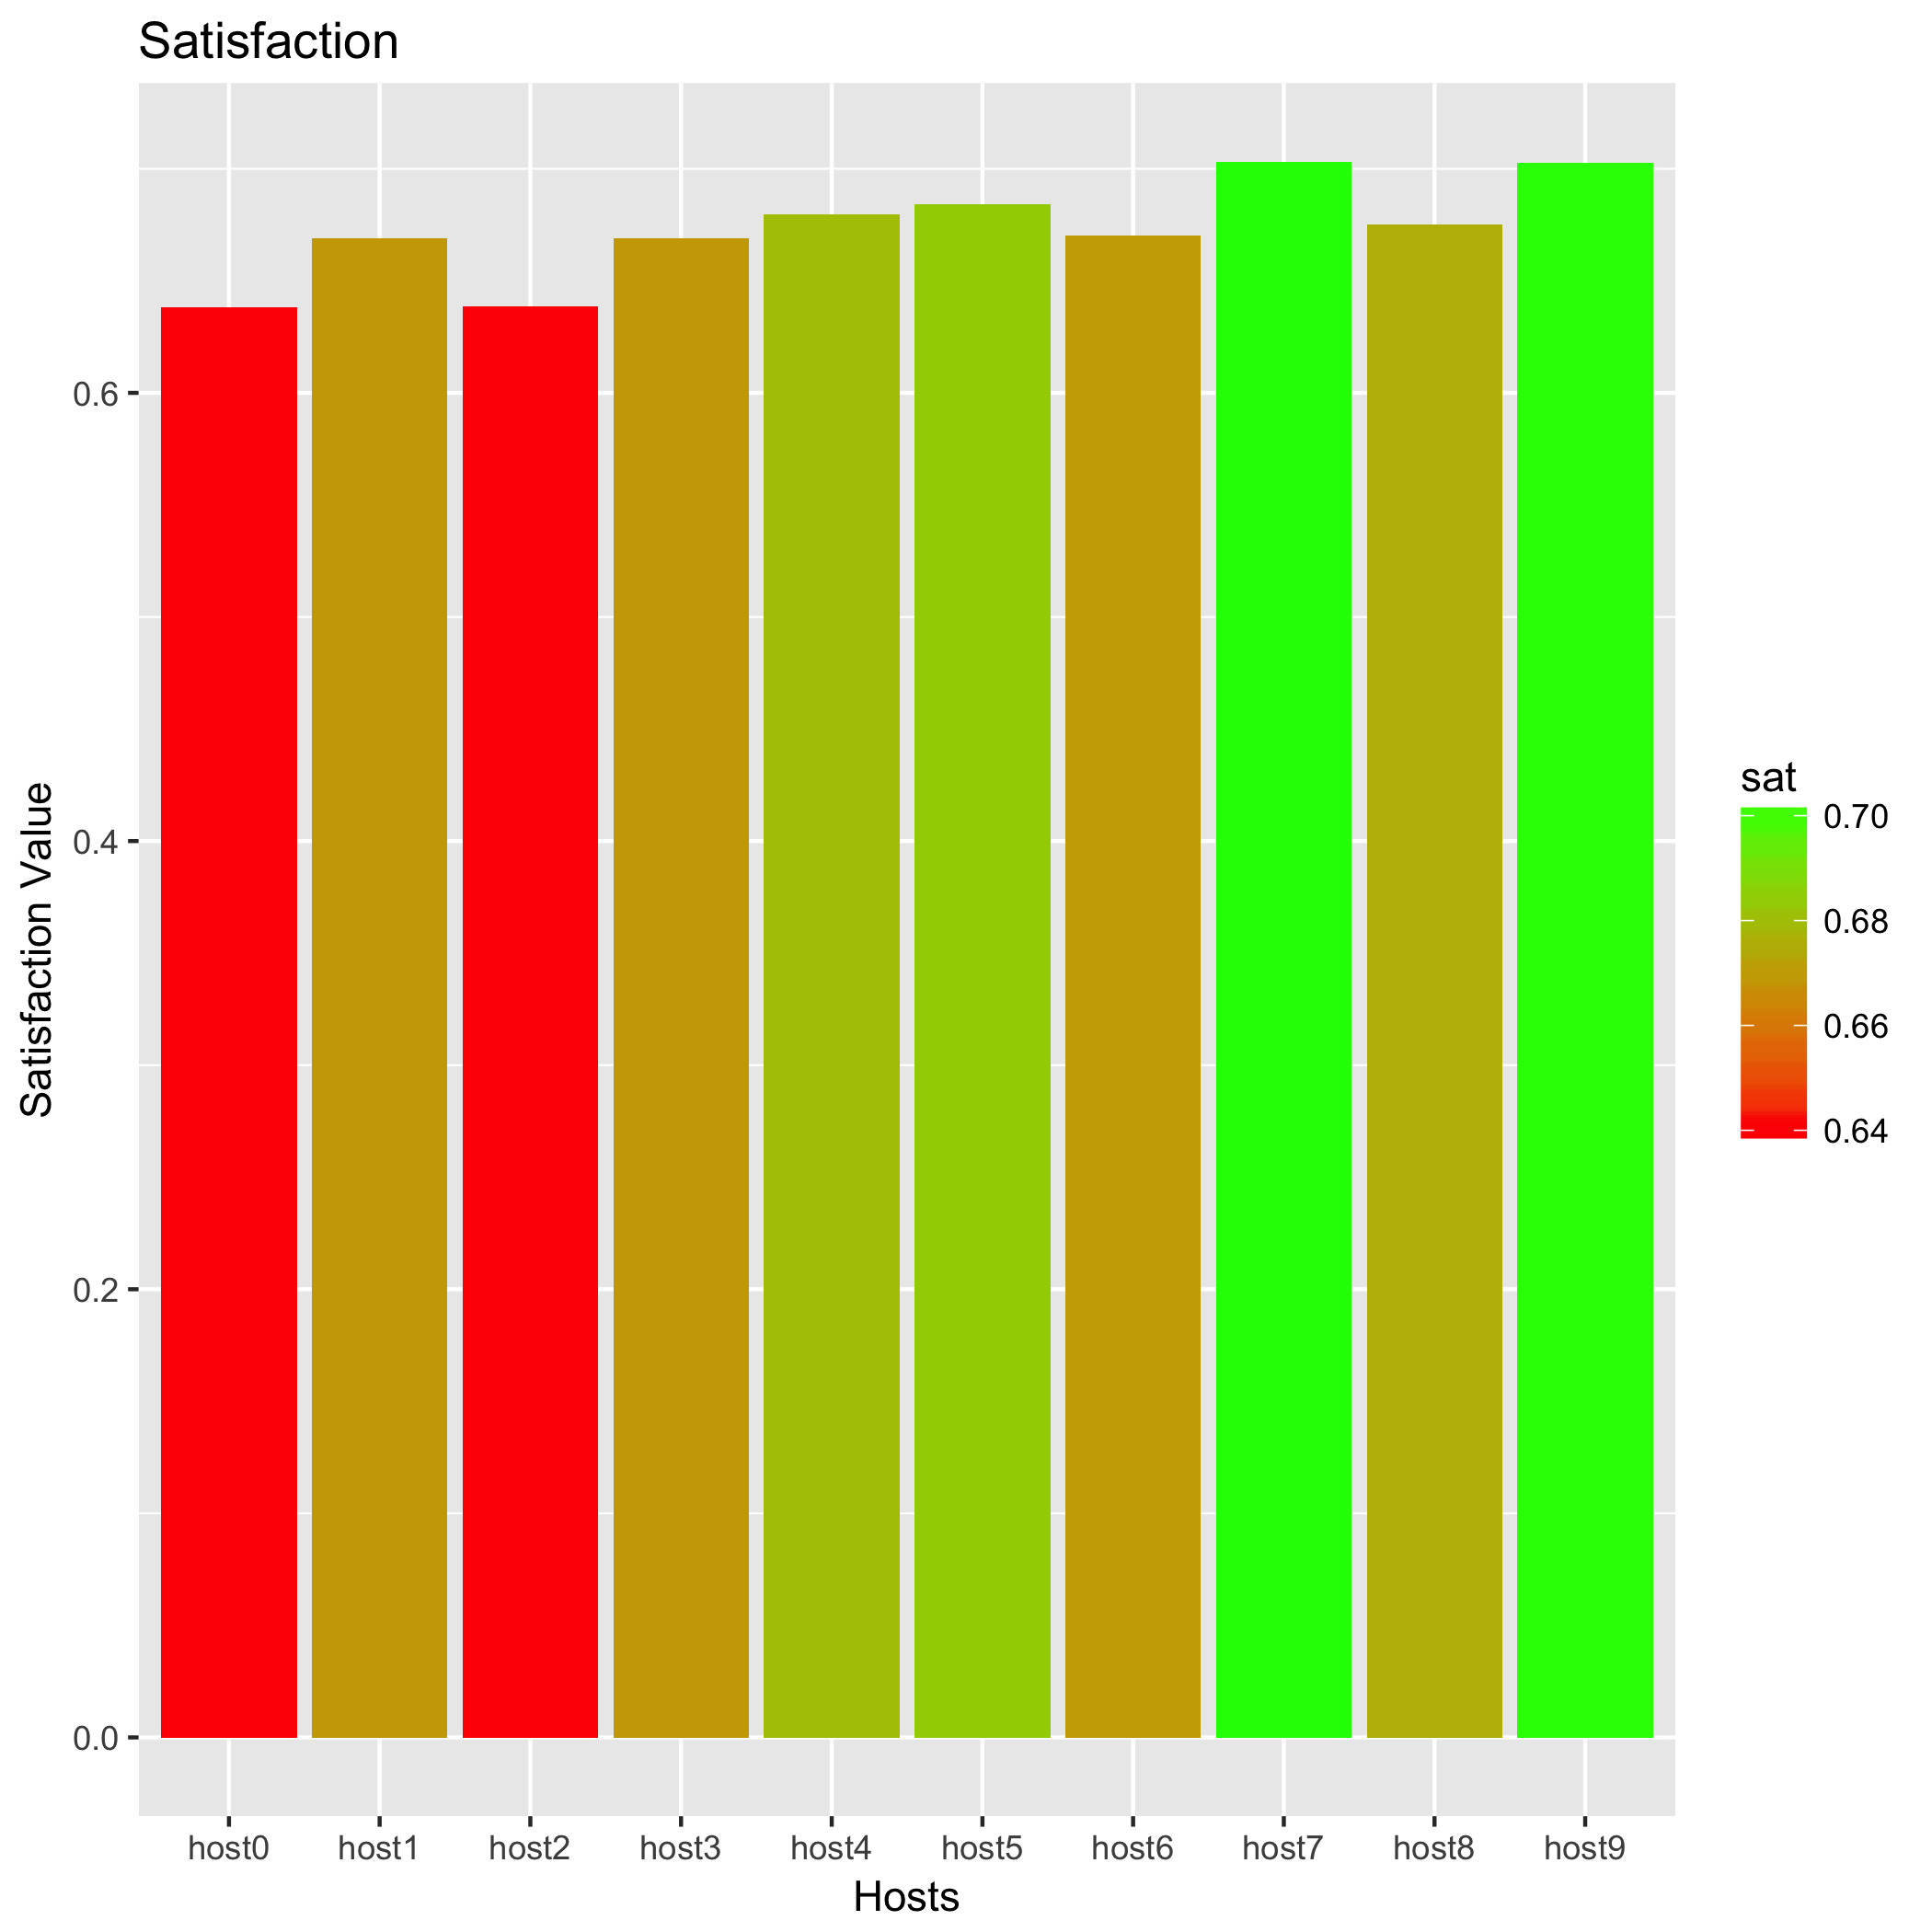 Satisfaction
Satisfaction Value
0.6
0.4
0.2
0.0
host0 host1 host2 host3 host4 host5 host6 host7 host8 host9
Hosts
sat
0.70
0.68
0.66
0.64